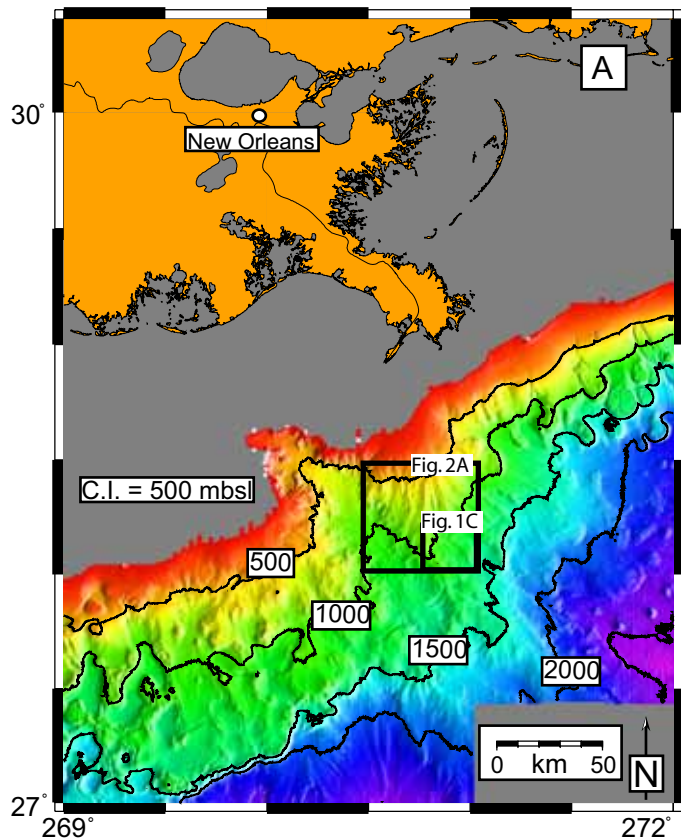 A
30
New Orleans
Fig. 2A
C.I. = 500 mbsl
Fig. 1C
500
1000
1500
2000
0 km 50
N
27
269
272